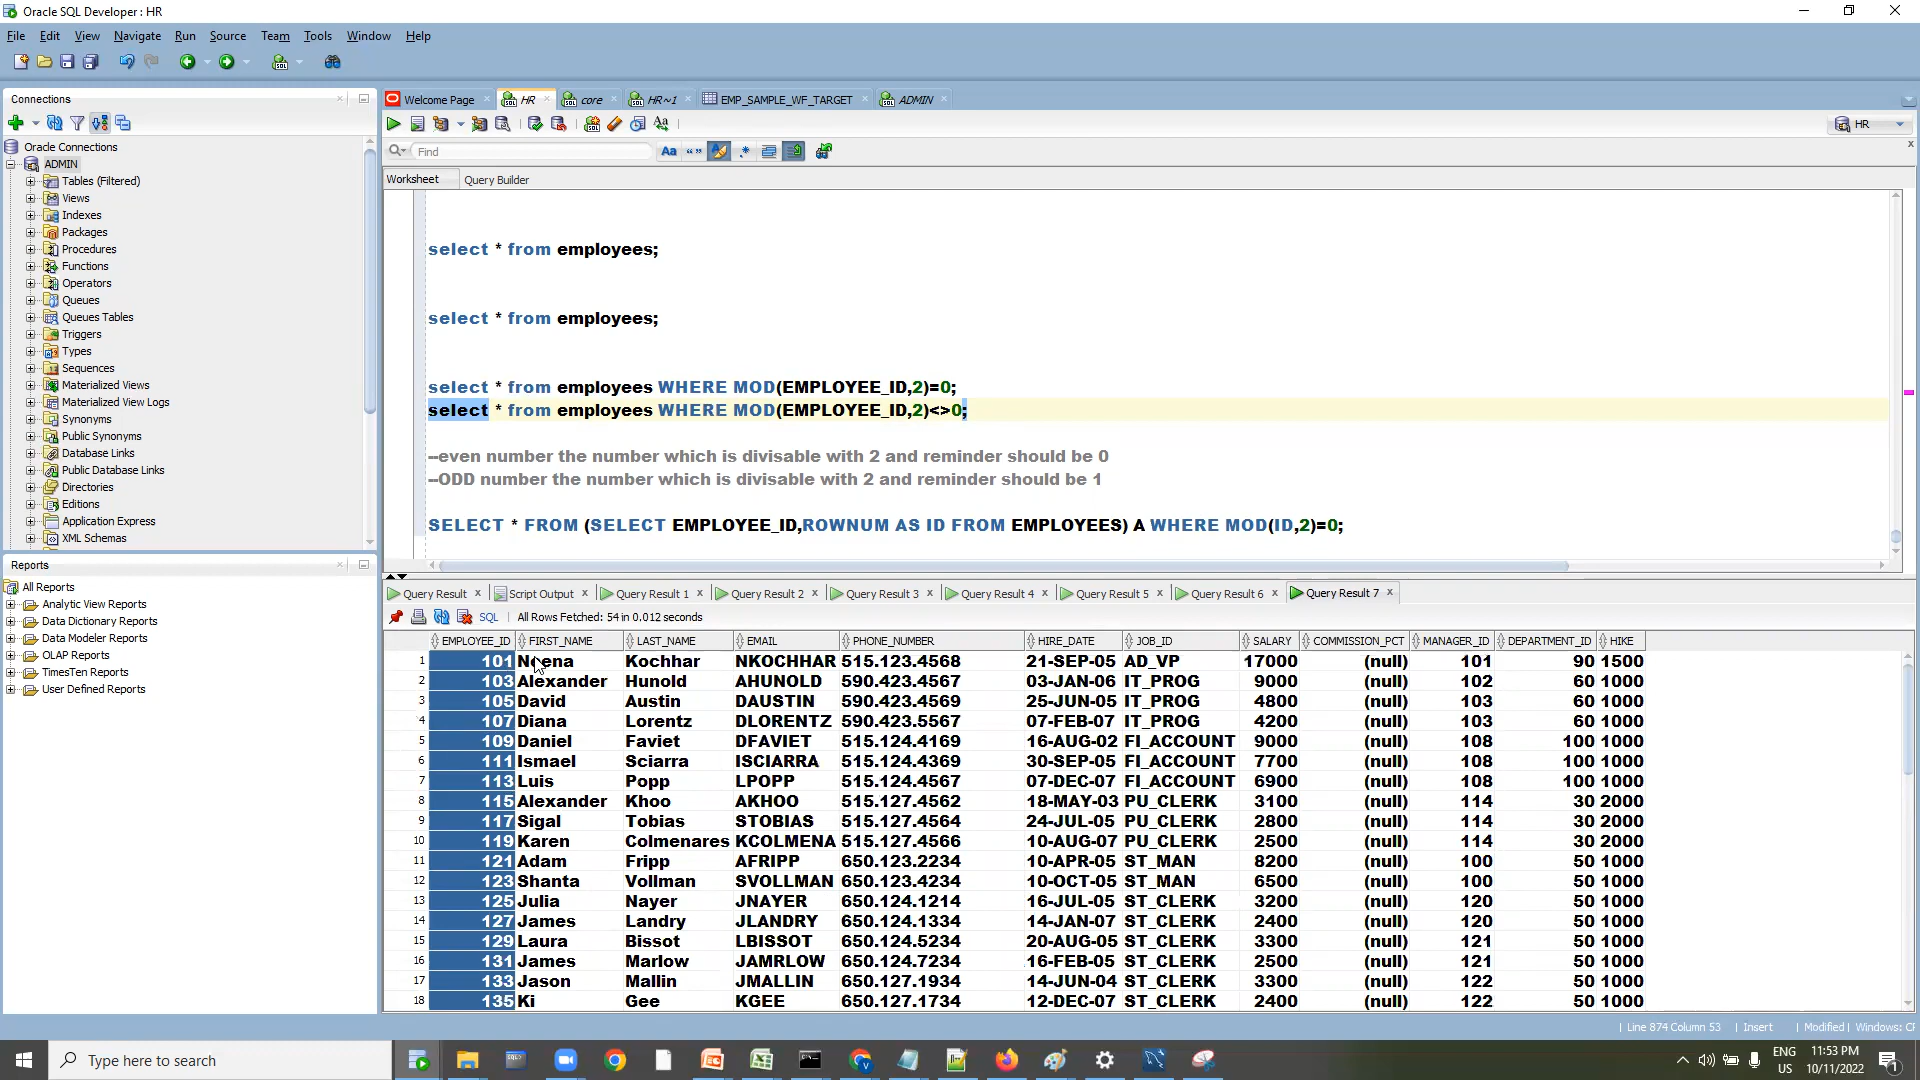 Oracle SQL Developer : HR
File Edit View Navigate Run Source Team Tools Window Help
Connections
Oracle Connections
ADMIN
Tables (Filtered)
Views
Indexes
Packages
Procedures
Functions
Operators
Queues
Queues Tables
Triggers
Types
Sequences
Materialized Views
Materialized View Logs
Synonyms
Public Synonyms
Database Links
Public Database Links
Directories
Editions
Application Express
XML Schemas
Reports
All Reports
Analytic View Reports
Data Dictionary Reports
Data Modeler Reports
OLAP Reports
TimesTen Reports
User Defined Reports
Welcome Page HR core HR~1 EMP_SAMPLE_WF_TARGET ADMIN
HR
Find
Worksheet Query Builder
select * from employees;
select * from employees;
select * from employees WHERE MOD(EMPLOYEE_ID,2)=0;
select * from employees WHERE MOD(EMPLOYEE_ID,2)<>0;
--even number the number which is divisable with 2 and reminder should be 0
--ODD number the number which is divisable with 2 and reminder should be 1
SELECT * FROM (SELECT EMPLOYEE_ID,ROWNUM AS ID FROM EMPLOYEES) A WHERE MOD(ID,2)=0;
Query Result Script Output Query Result 1 Query Result 2 Query Result 3 Query Result 4 Query Result 5 Query Result 6 Query Result 7
SQL All Rows Fetched: 54 in 0.012 seconds
EMPLOYEE_ID FIRST_NAME LAST_NAME EMAIL PHONE_NUMBER HIRE_DATE JOB_ID SALARY COMMISSION_PCT MANAGER_ID DEPARTMENT_ID HIKE
1 101 Neena Kochhar NKOCHHAR 515.123.4568 21-SEP-05 AD_VP 17000 (null) 101 90 1500
2 103 Alexander Hunold AHUNOLD 590.423.4567 03-JAN-06 IT_PROG 9000 (null) 102 60 1000
3 105 David Austin DAUSTIN 590.423.4569 25-JUN-05 IT_PROG 4800 (null) 103 60 1000
4 107 Diana Lorentz DLORENTZ 590.423.5567 07-FEB-07 IT_PROG 4200 (null) 103 60 1000
5 109 Daniel Faviet DFAVIET 515.124.4169 16-AUG-02 FI_ACCOUNT 9000 (null) 108 100 1000
6 111 Ismael Sciarra ISCIARRA 515.124.4369 30-SEP-05 FI_ACCOUNT 7700 (null) 108 100 1000
7 113 Luis Popp LPOPP 515.124.4567 07-DEC-07 FI_ACCOUNT 6900 (null) 108 100 1000
8 115 Alexander Khoo AKHOO 515.127.4562 18-MAY-03 PU_CLERK 3100 (null) 114 30 2000
9 117 Sigal Tobias STOBIAS 515.127.4564 24-JUL-05 PU_CLERK 2800 (null) 114 30 2000
10 119 Karen Colmenares KCOLMENA 515.127.4566 10-AUG-07 PU_CLERK 2500 (null) 114 30 2000
11 121 Adam Fripp AFRIPP 650.123.2234 10-APR-05 ST_MAN 8200 (null) 100 50 1000
12 123 Shanta Vollman SVOLLMAN 650.123.4234 10-OCT-05 ST_MAN 6500 (null) 100 50 1000
13 125 Julia Nayer JNAYER 650.124.1214 16-JUL-05 ST_CLERK 3200 (null) 120 50 1000
14 127 James Landry JLANDRY 650.124.1334 14-JAN-07 ST_CLERK 2400 (null) 120 50 1000
15 129 Laura Bissot LBISSOT 650.124.5234 20-AUG-05 ST_CLERK 3300 (null) 121 50 1000
16 131 James Marlow JAMRLOW 650.124.7234 16-FEB-05 ST_CLERK 2500 (null) 121 50 1000
17 133 Jason Mallin JMALLIN 650.127.1934 14-JUN-04 ST_CLERK 3300 (null) 122 50 1000
18 135 Ki Gee KGEE 650.127.1734 12-DEC-07 ST_CLERK 2400 (null) 122 50 1000
Line 874 Column 53 Insert Modified Windows: CF
Type here to search
ENG 11:53 PM
US 10/11/2022